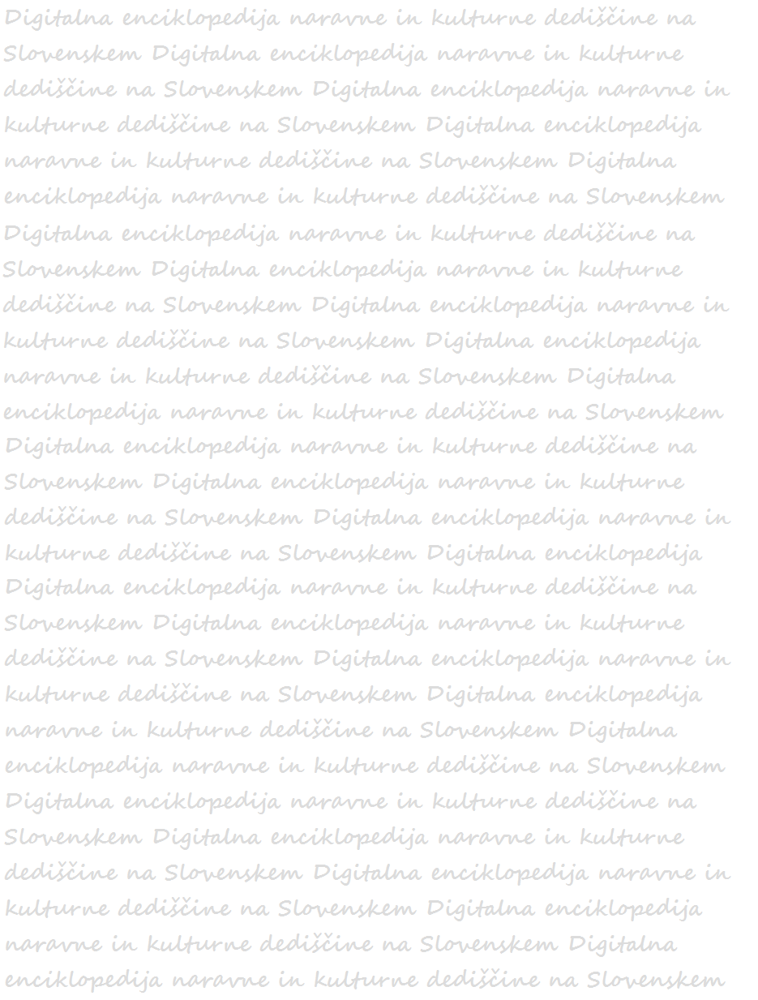 Digitalna enciklopedija naravne in kulturne dediščine na
Slovenskem Digitalna enciklopedija naravne in kulturne
dediščine na Slovenskem Digitalna enciklopedija naravne in
kulturne dediščine na Slovenskem Digitalna enciklopedija
naravne in kulturne dediščine na Slovenskem Digitalna
enciklopedija naravne in kulturne dediščine na Slovenskem
Digitalna enciklopedija naravne in kulturne dediščine na
Slovenskem Digitalna enciklopedija naravne in kulturne
dediščine na Slovenskem Digitalna enciklopedija naravne in
kulturne dediščine na Slovenskem Digitalna enciklopedija
naravne in kulturne dediščine na Slovenskem Digitalna
enciklopedija naravne in kulturne dediščine na Slovenskem
Digitalna enciklopedija naravne in kulturne dediščine na
Slovenskem Digitalna enciklopedija naravne in kulturne
dediščine na Slovenskem Digitalna enciklopedija naravne in
kulturne dediščine na Slovenskem Digitalna enciklopedija
Digitalna enciklopedija naravne in kulturne dediščine na
Slovenskem Digitalna enciklopedija naravne in kulturne
dediščine na Slovenskem Digitalna enciklopedija naravne in
kulturne dediščine na Slovenskem Digitalna enciklopedija
naravne in kulturne dediščine na Slovenskem Digitalna
enciklopedija naravne in kulturne dediščine na Slovenskem
Digitalna enciklopedija naravne in kulturne dediščine na
Slovenskem Digitalna enciklopedija naravne in kulturne
dediščine na Slovenskem Digitalna enciklopedija naravne in
kulturne dediščine na Slovenskem Digitalna enciklopedija
naravne in kulturne dediščine na Slovenskem Digitalna
enciklopedija naravne in kulturne dediščine na Slovenskem